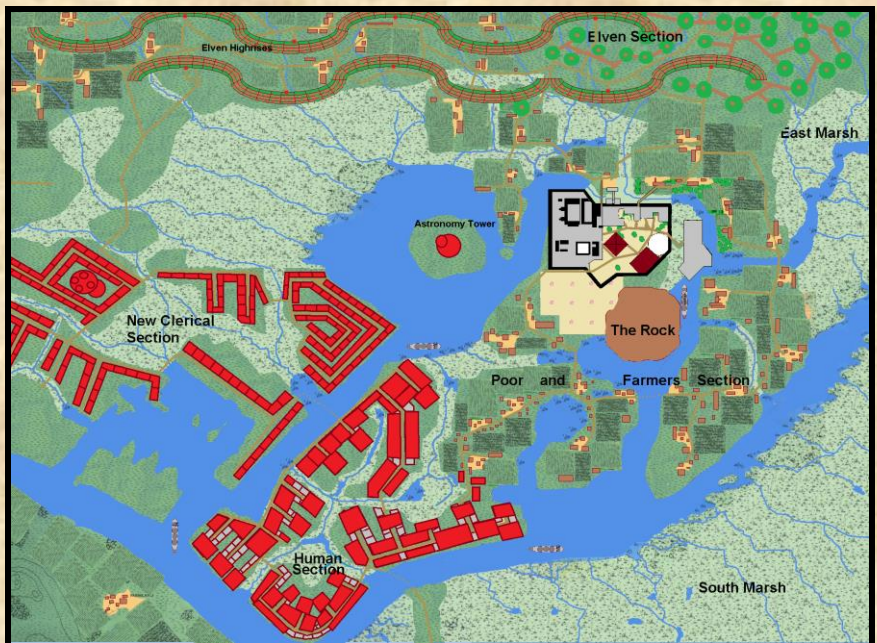 Elven Section
Elven Highrises
East Marsh
Astronomy Tower
New Clerical
Section
The Rock
Poor and Farmers Section
Human
Section
South Marsh